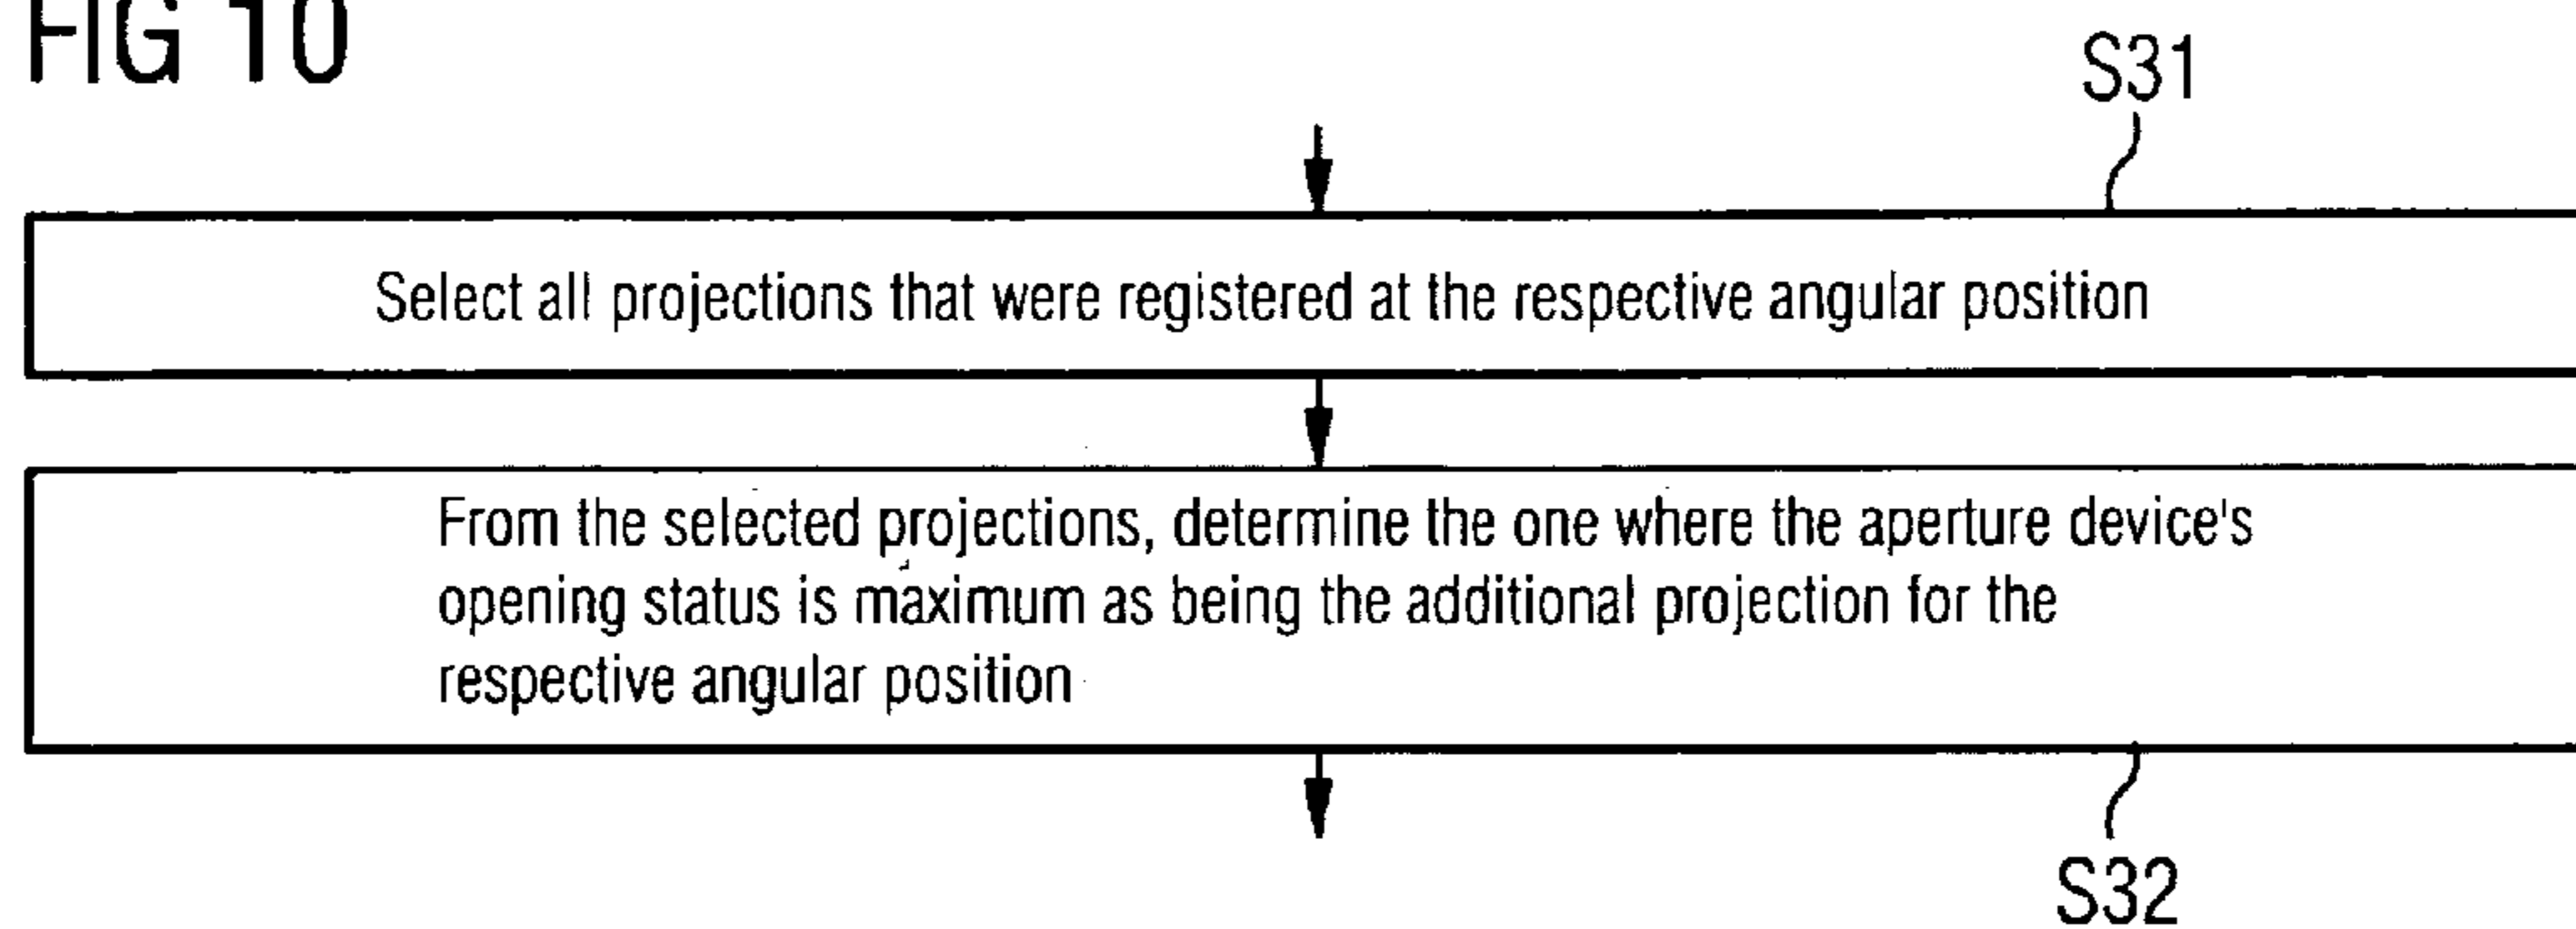 FIG 10
S31
Select all projections that were registered at the respective angular position
From the selected projections, determine the one where the aperture device's
opening status is maximum as being the additional projection for the
respective angular position
S32